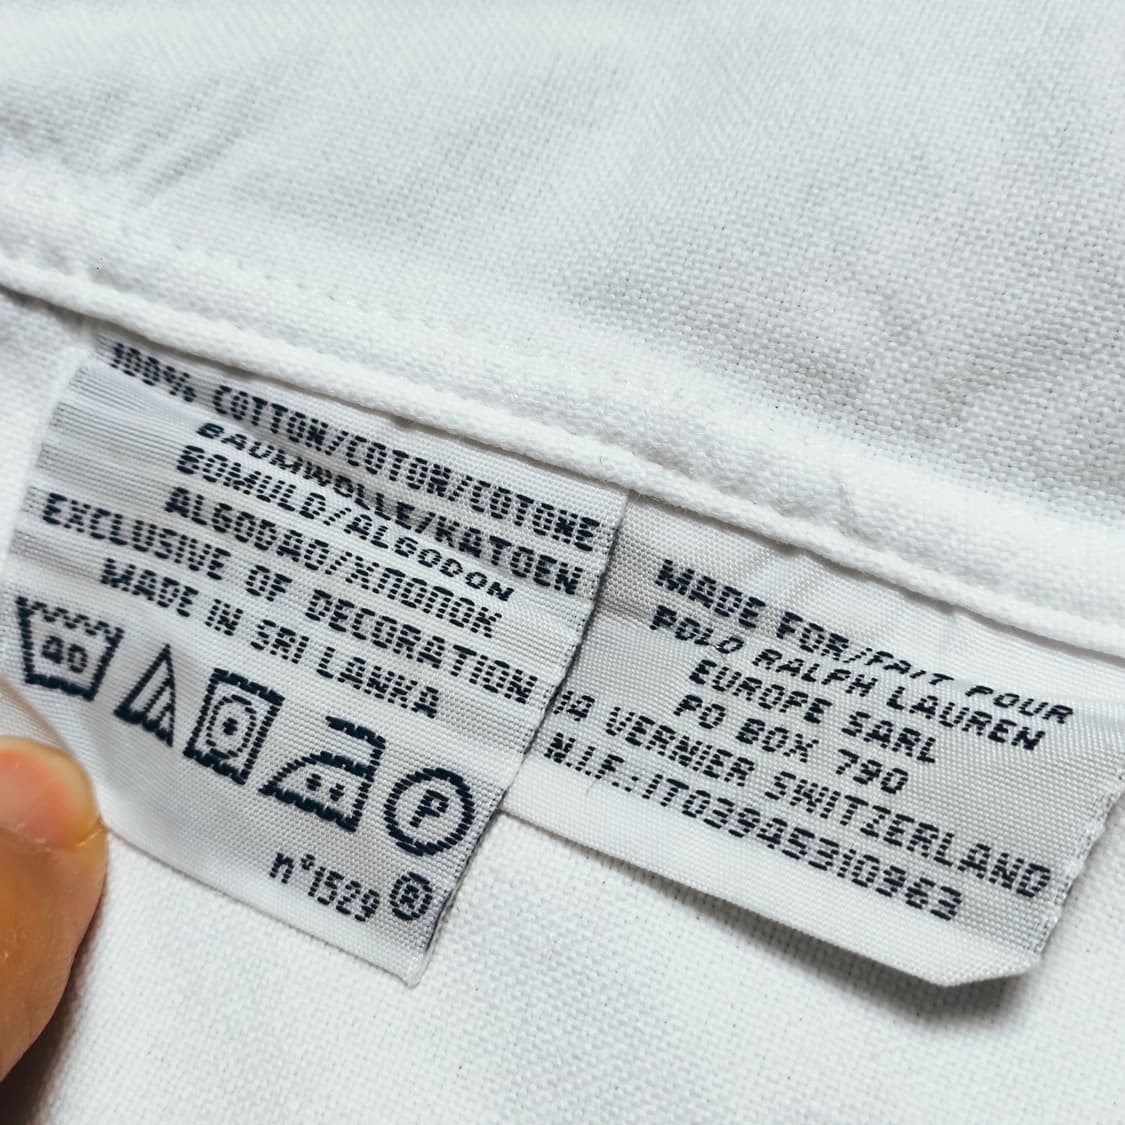 100% COTTON/COTON/COTONE
BAUMWOLLE/KATOEN
BOMULD/ALGODON
ALGODAO/ХЛОПОК
EXCLUSIVE OF DECORATION
MADE IN SRI LANKA
40
P
n°1529 ®
MADE FOR/FAIT POUR
POLO RALPH LAUREN
EUROPE SARL
PO BOX 790
VERNIER SWITZERLAND
N.I.F.:IT03945310963